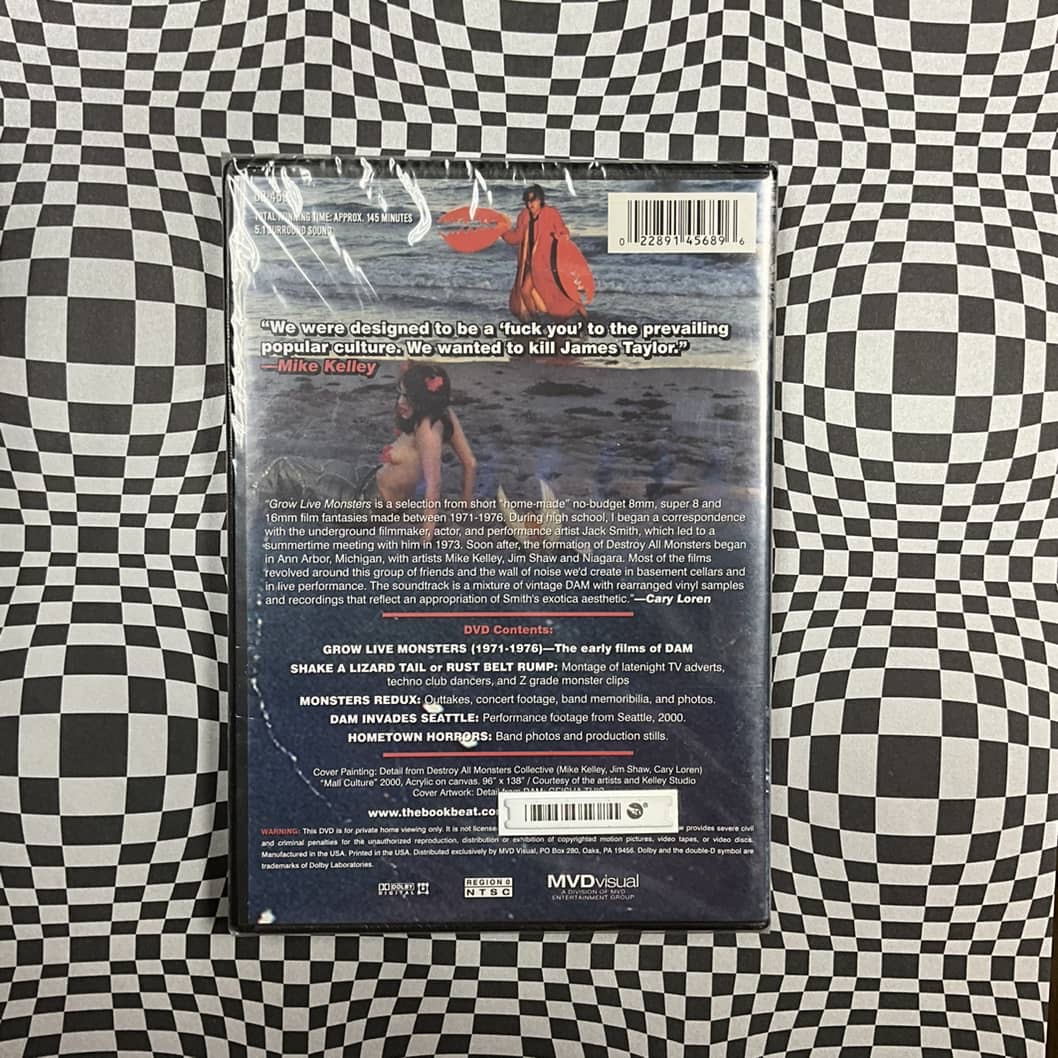 TOTAL RUNNING TIME: APPROX. 145 MINUTES
5.1 SURROUND SOUND
0 22891 45689 6
“We were designed to be a ‘fuck you’ to the prevailing
popular culture. We wanted to kill James Taylor.”
—Mike Kelley
“Grow Live Monsters is a selection from short “home-made” no-budget 8mm, super 8 and
16mm film fantasies made between 1971-1976. During high school, I began a correspondence
with the underground filmmaker, actor, and performance artist Jack Smith, which led to a
summertime meeting with him in 1973. Soon after, the formation of Destroy All Monsters began
in Ann Arbor, Michigan, with artists Mike Kelley, Jim Shaw and Niagara. Most of the films
revolved around this group of friends and the wall of noise we'd create in basement cellars and
in live performance. The soundtrack is a mixture of vintage DAM with rearranged vinyl samples
and recordings that reflect an appropriation of Smith's exotica aesthetic.”—Cary Loren
DVD Contents:
GROW LIVE MONSTERS (1971-1976)—The early films of DAM
SHAKE A LIZARD TAIL or RUST BELT RUMP: Montage of latenight TV adverts,
techno club dancers, and Z grade monster clips
MONSTERS REDUX: Outtakes, concert footage, band memoribilia, and photos.
DAM INVADES SEATTLE: Performance footage from Seattle, 2000.
HOMETOWN HORRORS: Band photos and production stills.
Cover Painting: Detail from Destroy All Monsters Collective (Mike Kelley, Jim Shaw, Cary Loren)
“Mall Culture” 2000, Acrylic on canvas. 96” x 138” / Courtesy of the artists and Kelley Studio
Cover Artwork: Detail
www.thebookbeat.co
WARNING: This DVD is for private home viewing only. It is not license provides severe civil
and criminal penalties for the unauthorized reproduction, distribution or exhibition of copyrighted motion pictures, video tapes, or video discs.
Manufactured in the USA. Printed in the USA. Distributed exclusively by MVD Visual, PO Box 280, Oaks, PA 19456. Dolby and the double-D symbol are
trademarks of Dolby Laboratories.
DOLBY
DIGITAL
REGION 0
NTSC
MVDvisual
A DIVISION OF MVD
ENTERTAINMENT GROUP